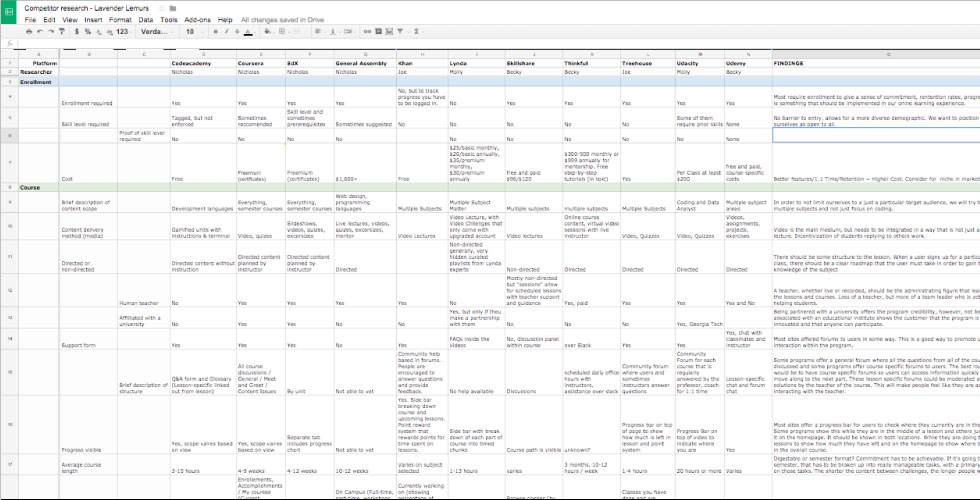 Competitor research - Lavender Lemurs
File Edit View Insert Format Data Tools Add-ons Help All changes saved in Drive
$ % 123 Verda... 10 B I S A
A B C D E F G H I J K L M N O
1 Platform Codeacademy Coursera EdX General Assembly Khan Lynda Skillshare Thinkful Treehouse Udacity Udemy FINDINGS
2 Researcher Nicholas Nicholas Nicholas Nicholas Joe Molly Becky Becky Joe Molly Becky
3 Enrollment
4 Enrollment required Yes Yes Yes Yes No, but to track progress you have to be logged in. No Yes Yes Yes Yes Yes Most require enrollment to give a sense of commitment, rentention rates, progre
is something that should be implemented in our online learning experience.
5 Skill level required Tagged, but not enforced Sometimes reccomended Skill level and sometimes prerequisites Sometimes suggested No No No No No Some of them require prior skills None No barrier to entry, allows for a more diverse demographic. We want to position
ourselves as open to all.
6 Proof of skill level required No No No No No No No No No No None
7 Cost Free Freemium (certificates) Freemium (certificates) $1,600+ Free $25/basic monthly, $20/basic annually, $35/premium monthly, $30/premium annually Free and paid $96/$120 $300-500 monthly or $999 annually for mentorship. Free step-by-step tutorials (in text) Yes Per Class at least $200 free and paid, course-specific costs Better features/1:1 Time/Retention = Higher Cost. Consider for niche in market
8 Course
9 Brief description of content scope Development languages Everything, semester courses Everything, semester courses Web design, programming languages Multiple Subjects Multiple Subject Matter Multiple subjects multiple subjects Multiple Subjects Coding and Data Analyst Multiple subject areas In order to not limit ourselves to a just a particular target audience, we will try t
multiple subjects and not just focus on coding.
10 Content delivery method (media) Gamified units with instructions & terminal Video, quizes Slideshows, videos, quizes, excersizes Live lectures, videos, quizes, excersizes, mentor Video Lectures Video Lecture, with Video Challenges that only come with upgraded account Video lectures Online course content, virtual video sessions with live instructor Video, Quizzes Video, Quizzes Videos, assignments, projects, exercises Video is the main medium, but needs to be integrated in a way that is not just a s
lecture. Incentivization of students replying to others work.
11 Directed or non-directed Directed content without instruction Directed content planned by instructor Directed content planned by instructor Directed Non-directed generally, very hidden curated playlists from Lynda experts Non-directed Directed Directed Directed Directed There should be some structure to the lesson. When a user signs up for a particu
class, there should be a clear roadmap that the user must take in order to gain t
knowledge of the subject
12 Human teacher No Yes Yes Yes Yes No Mostly non-directed but "sessions" allow for scheduled lessons with teacher support and guidance Yes, paid Yes Yes Yes and No A teacher, whether live or recorded, should be the administrating figure that lea
the lessons and courses. Less of a teacher, but more of a team leader who is act
helping students.
13 Affiliated with a university No Yes Yes No No Yes, but only if they make a partnership with them No No No Yes, Georgia Tech No Being partnered with a university offers the program credibility, however, not be
associated with an educational institute shows the customer that the program is
innovated and that anyone can participate.
14 Support form Yes Yes Yes Yes Yes FAQs inside the videos No, discussion panel within course over Slack Yes Yes Yes, chat with classmates and instructor Most sites offered forums to users in some way. This is a good way to promote u
interaction within the program.
15 Brief description of structure Q&A form and Glossary (Lesson-specific linked out from lesson) All course discussions / General / Meet and Greet / Content Issues By unit Not able to vet Community help based in forums. People are encouraged to answer questions and provide feedback. No help available Discussions scheduled daily office hours with instructors, assistance over slack Community forum where users and sometimes instructors answer questions Community Forum for each course that is regularly answered by the professor, coach for 1:1 time Lesson-specific chat and forum chat Some programs offer a general forum where all the questions from all of the cou
discussed and some programs offer course specific forums to users. The best rou
would be to have course specific forums so users can access information quickly
move along to the next part. These lesson specific forums could be moderated a
solutions by the teacher of the course. This will make people feel like they are ac
interacting with the teacher.
16 Progress visible Yes, scope varies based on view Yes, scope varies based on view Separate tab includes progress chart Not able to vet Yes. Side bar breaking down course and upcoming lessons. Point reward system that rewards points for time spent on lessons. Side bar with break down of each part of course into timed chunks Course path is visible unknown? Progress bar on top of page to show how much is left in lesson and point system Progress Bar on top of video to indicate where you are Yes Most sites offer a progress bar for users to check where they currently are in the
Some programs show this while they are in the middle of a lesson and others jus
it on the homepage. It should be shown in both locations. While they are doing t
lessons to show how much they have left and on the homepage to show where t
in the overall course.
17 Average course length 2-15 hours 4-9 weeks 4-12 weeks 10-12 weeks Varies on subject selected 1-13 hours varies 3 months, 10-12 hours / week 1-4 hours 20 hours or more Varies Digestable or semester format? Commitment has to be achievable. If it's going t
semester, that has to be broken up into really manageable tasks, with a primary
on those tasks. The shorter the content challenges, the longer people w
Enrollments, Accomplishments / My course: On Campus (Full-time, Currently working on (showing Classes you have done and are